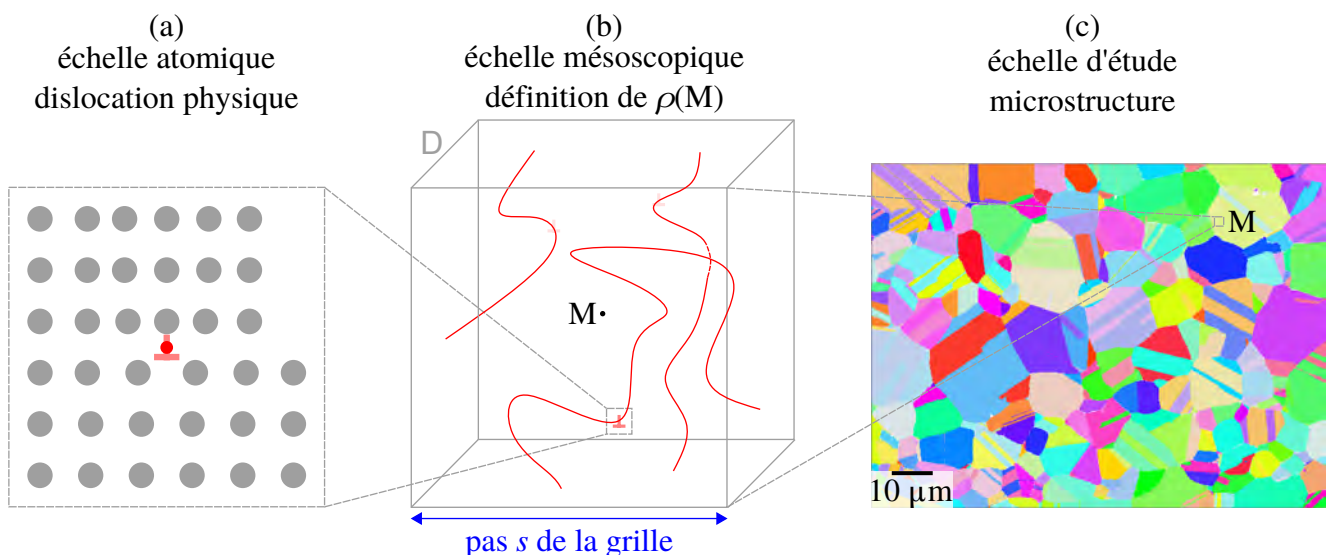 (a)
échelle atomique
dislocation physique
(b)
échelle mésoscopique
définition de ρ(M)
(c)
échelle d'étude
microstructure
D
M
M
10 µm
pas s de la grille